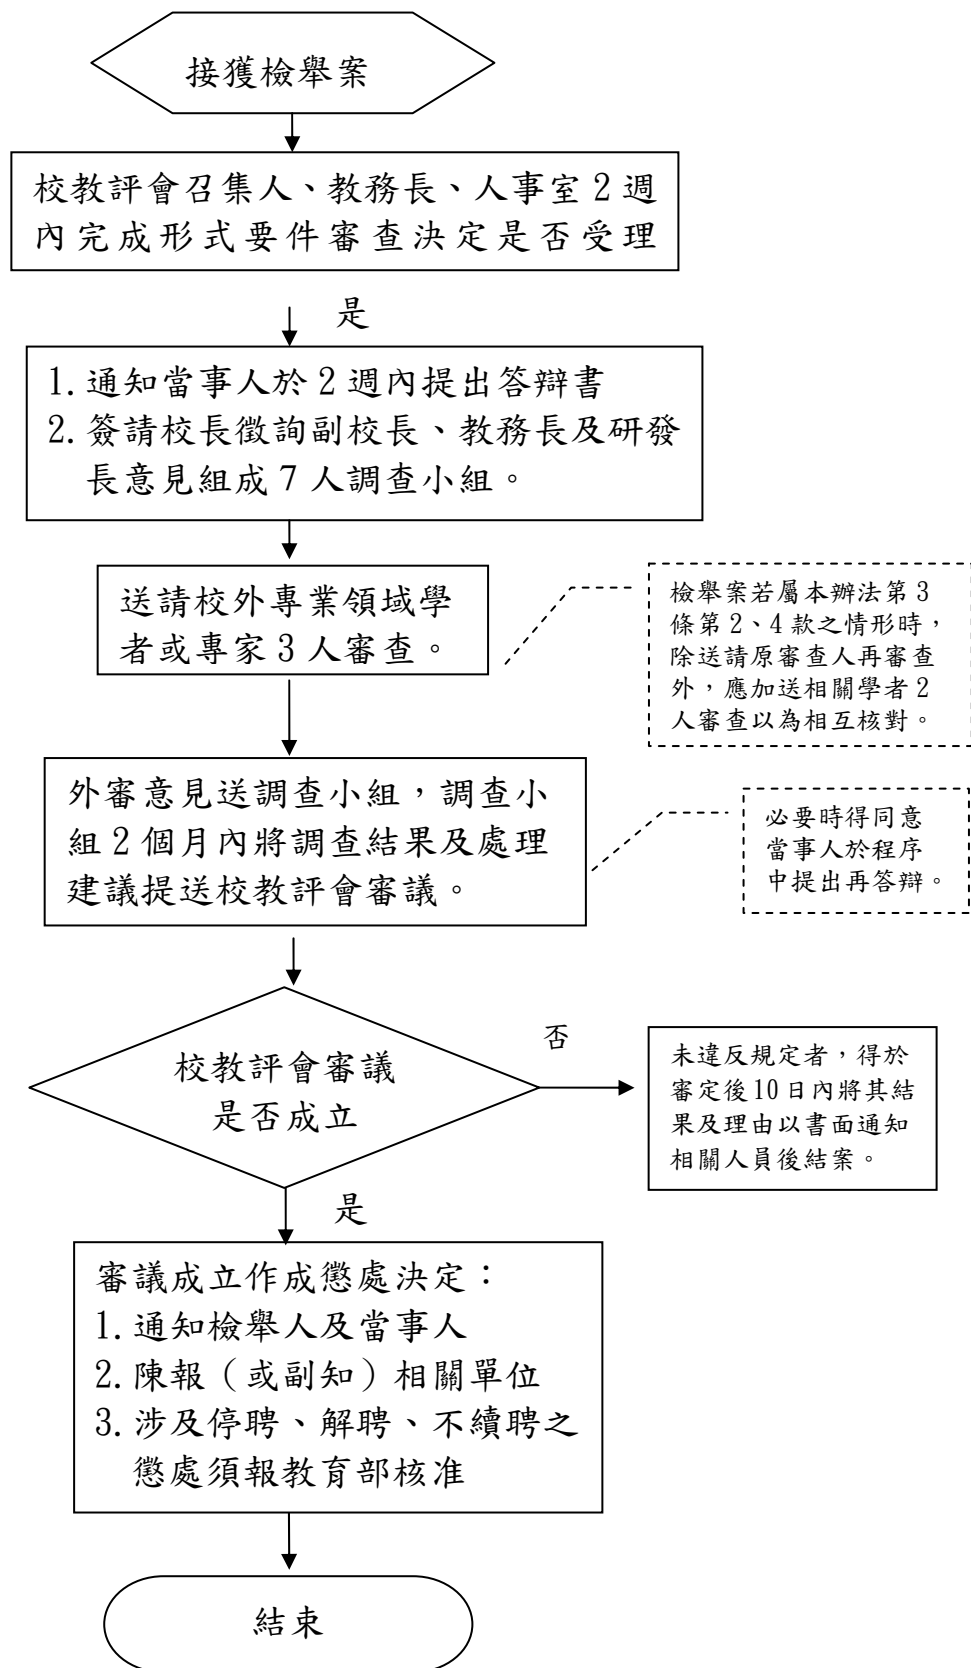 接獲檢舉案
校教評會召集人、教務長、人事室2週
內完成形式要件審查決定是否受理
是
1.通知當事人於2週內提出答辯書
2.簽請校長徵詢副校長、教務長及研發
長意見組成7人調查小組。
送請校外專業領域學
者或專家3人審查。
檢舉案若屬本辦法第3
條第2、4款之情形時，
除送請原審查人再審查
外，應加送相關學者2
人審查以為相互核對。
外審意見送調查小組，調查小
組2個月內將調查結果及處理
建議提送校教評會審議。
必要時得同意
當事人於程序
中提出再答辯。
校教評會審議
是否成立
否
未違反規定者，得於
審定後10日內將其結
果及理由以書面通知
相關人員後結案。
是
審議成立作成懲處決定：
1.通知檢舉人及當事人
2.陳報（或副知）相關單位
3.涉及停聘、解聘、不續聘之
懲處須報教育部核准
結束